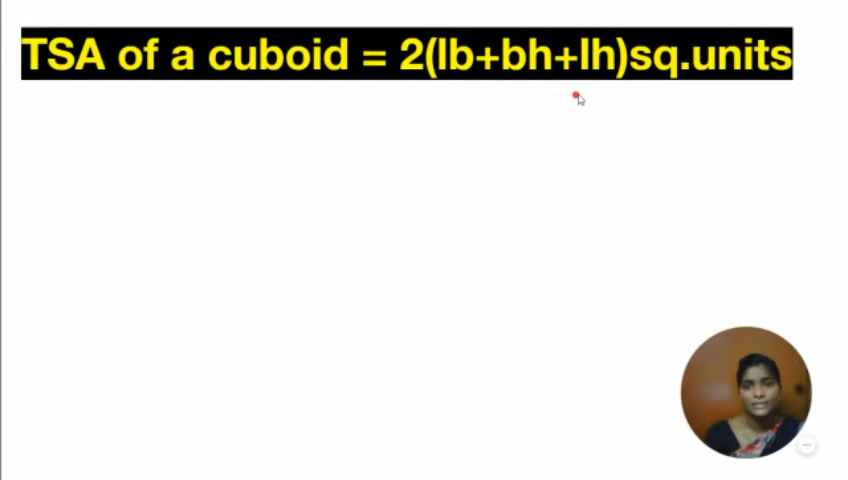 TSA of a cuboid = 2(lb+bh+lh)sq.units